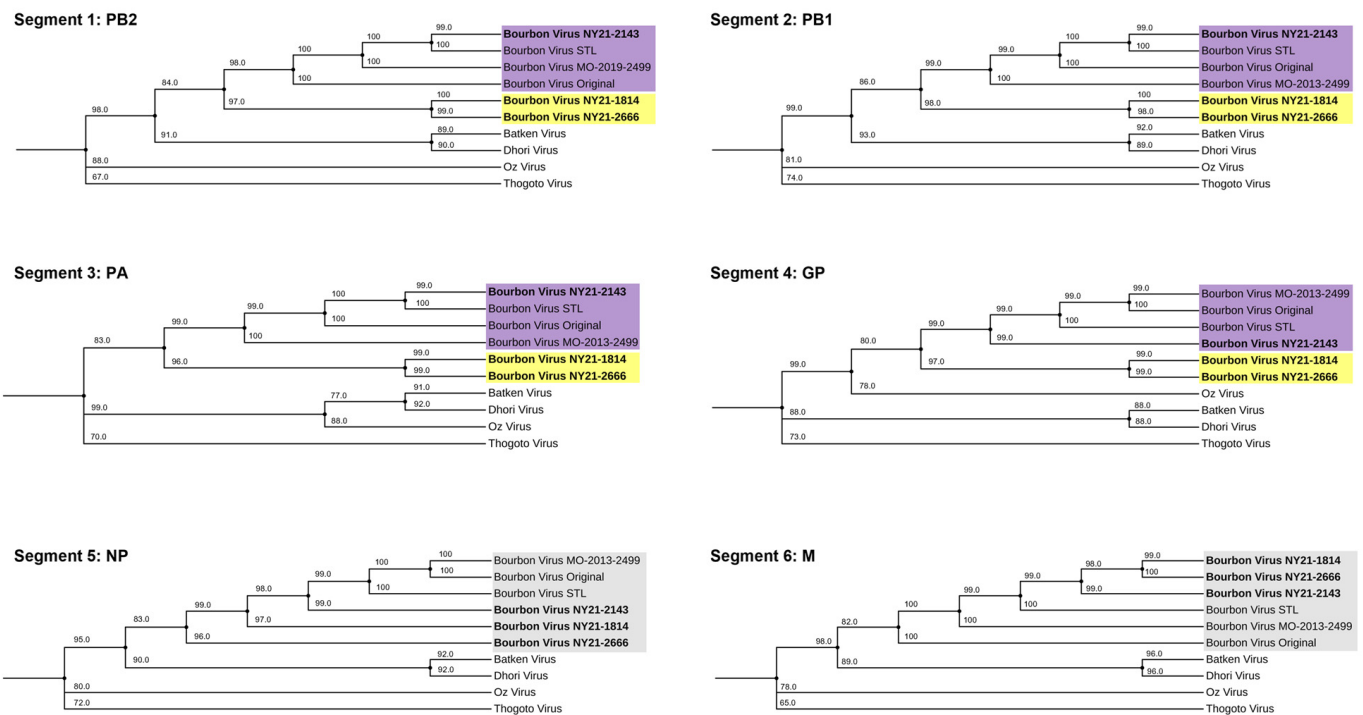 Segment 1: PB2
99.0
Bourbon Virus NY21-2143
100
100
Bourbon Virus STL
100
98.0
100
Bourbon Virus MO-2019-2499
84.0
100
Bourbon Virus Original
98.0
97.0
100
Bourbon Virus NY21-1814
99.0
Bourbon Virus NY21-2666
91.0
89.0
Batken Virus
90.0
Dhori Virus
88.0
Oz Virus
67.0
Thogoto Virus
Segment 2: PB1
99.0
Bourbon Virus NY21-2143
100
100
Bourbon Virus STL
99.0
99.0
100
Bourbon Virus Original
86.0
100
Bourbon Virus MO-2013-2499
99.0
98.0
100
Bourbon Virus NY21-1814
98.0
Bourbon Virus NY21-2666
93.0
92.0
Batken Virus
89.0
Dhori Virus
81.0
Oz Virus
74.0
Thogoto Virus
Segment 3: PA
99.0
Bourbon Virus NY21-2143
100
100
Bourbon Virus STL
99.0
99.0
100
Bourbon Virus Original
83.0
100
Bourbon Virus MO-2013-2499
96.0
99.0
Bourbon Virus NY21-1814
99.0
Bourbon Virus NY21-2666
99.0
77.0
91.0
Batken Virus
92.0
Dhori Virus
88.0
Oz Virus
70.0
Thogoto Virus
Segment 4: GP
99.0
Bourbon Virus MO-2013-2499
99.0
100
Bourbon Virus Original
99.0
99.0
100
Bourbon Virus STL
80.0
99.0
Bourbon Virus NY21-2143
99.0
97.0
99.0
Bourbon Virus NY21-1814
99.0
Bourbon Virus NY21-2666
78.0
Oz Virus
88.0
88.0
Batken Virus
88.0
Dhori Virus
73.0
Thogoto Virus
Segment 5: NP
100
Bourbon Virus MO-2013-2499
100
100
Bourbon Virus Original
99.0
100
Bourbon Virus STL
98.0
99.0
Bourbon Virus NY21-2143
99.0
97.0
Bourbon Virus NY21-1814
83.0
96.0
Bourbon Virus NY21-2666
95.0
90.0
92.0
Batken Virus
92.0
Dhori Virus
80.0
Oz Virus
72.0
Thogoto Virus
Segment 6: M
99.0
Bourbon Virus NY21-1814
98.0
100
Bourbon Virus NY21-2666
99.0
99.0
Bourbon Virus NY21-2143
99.0
100
Bourbon Virus STL
100
100
Bourbon Virus MO-2013-2499
82.0
100
Bourbon Virus Original
98.0
89.0
96.0
Batken Virus
96.0
Dhori Virus
78.0
Oz Virus
65.0
Thogoto Virus